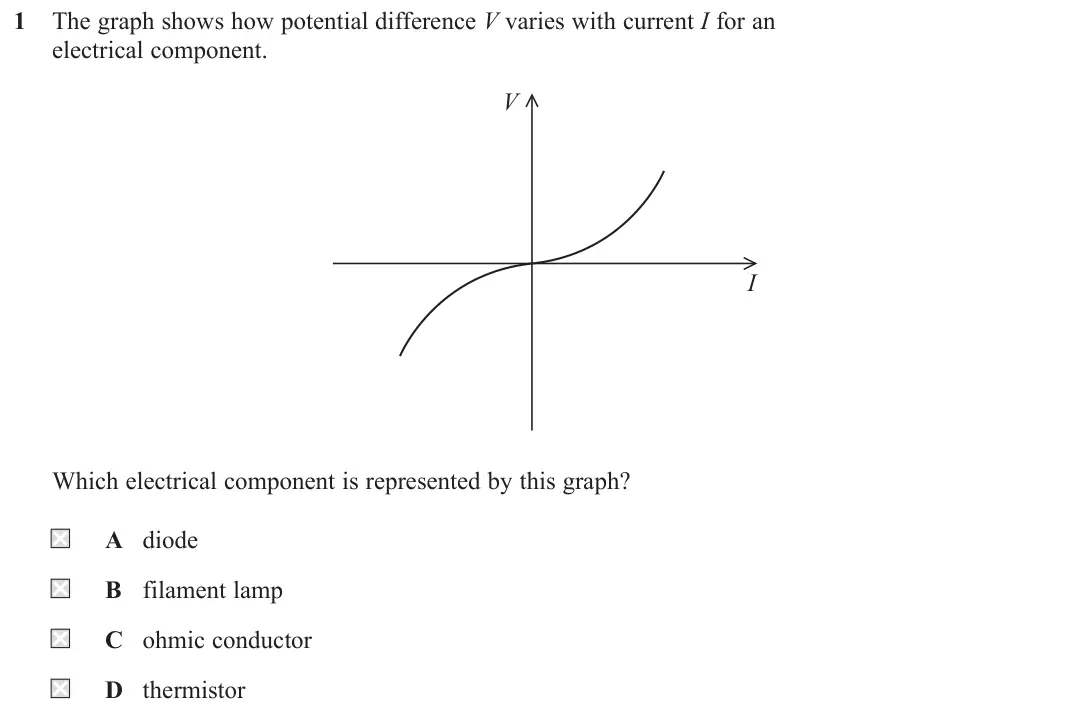 1 The graph shows how potential difference V varies with current I for an
electrical component.
V
I
Which electrical component is represented by this graph?
A diode
B filament lamp
C ohmic conductor
D thermistor